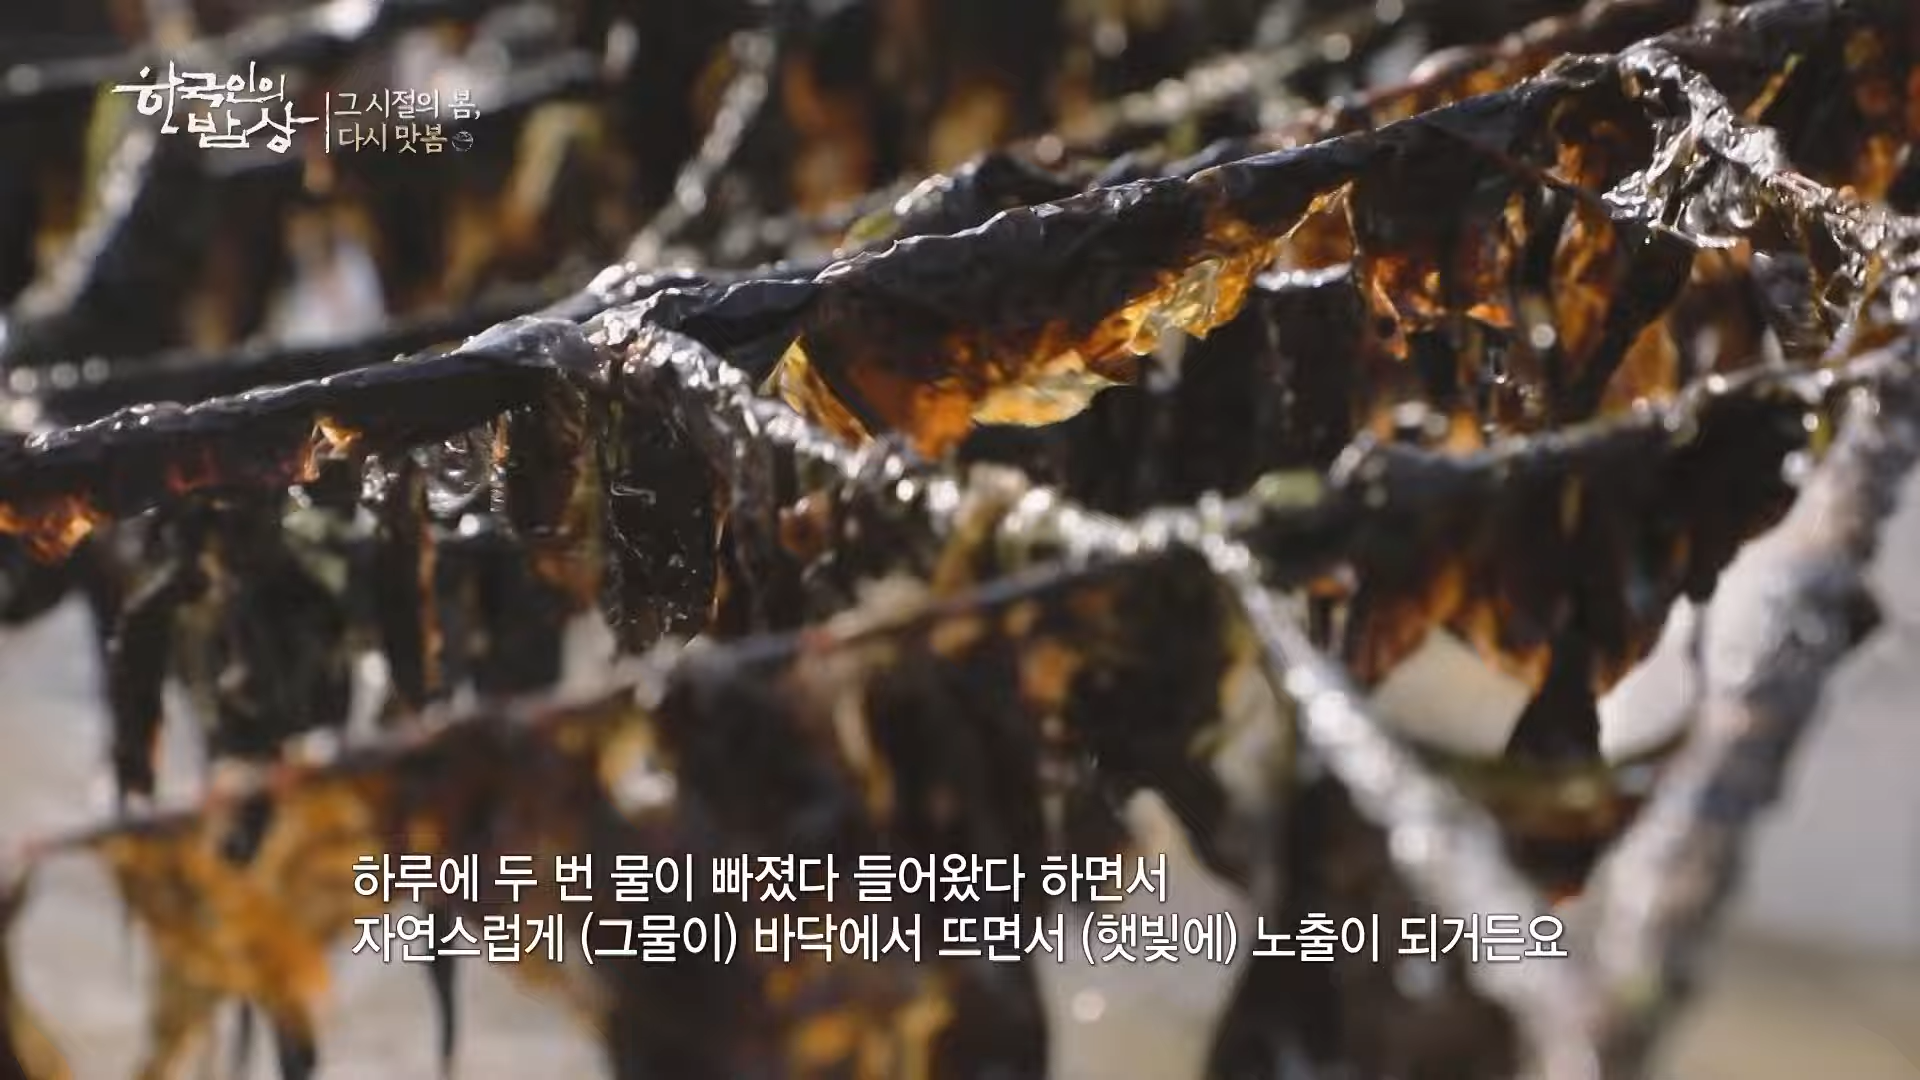 한국인의
밥상
그 시절의 봄,
다시 맛봄
하루에 두 번 물이 빠졌다 들어왔다 하면서
자연스럽게 (그물이) 바닥에서 뜨면서 (햇빛에) 노출이 되거든요